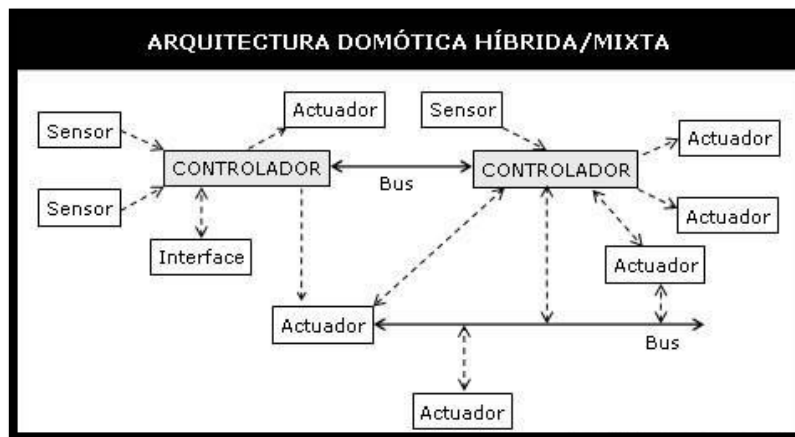 ARQUITECTURA DOMÓTICA HÍBRIDA/MIXTA
Actuador
Sensor
Sensor
Actuador
CONTROLADOR
CONTROLADOR
Bus
Sensor
Actuador
Interface
Actuador
Actuador
Bus
Actuador